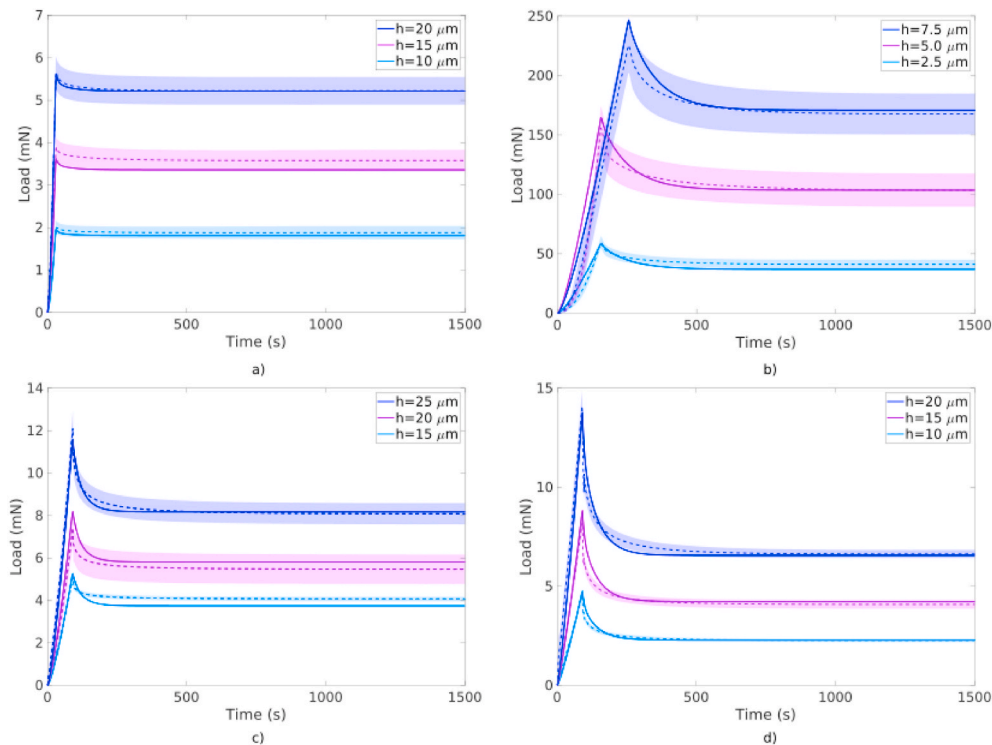 7
6
5
4
3
2
1
0
Load (mN)
h=20 μm
h=15 μm
h=10 μm
0
500
1000
1500
Time (s)
a)
250
200
150
100
50
0
Load (mN)
h=7.5 μm
h=5.0 μm
h=2.5 μm
0
500
1000
1500
Time (s)
b)
14
12
10
8
6
4
2
0
Load (mN)
h=25 μm
h=20 μm
h=15 μm
0
500
1000
1500
Time (s)
c)
15
10
5
0
Load (mN)
h=20 μm
h=15 μm
h=10 μm
0
500
1000
1500
Time (s)
d)